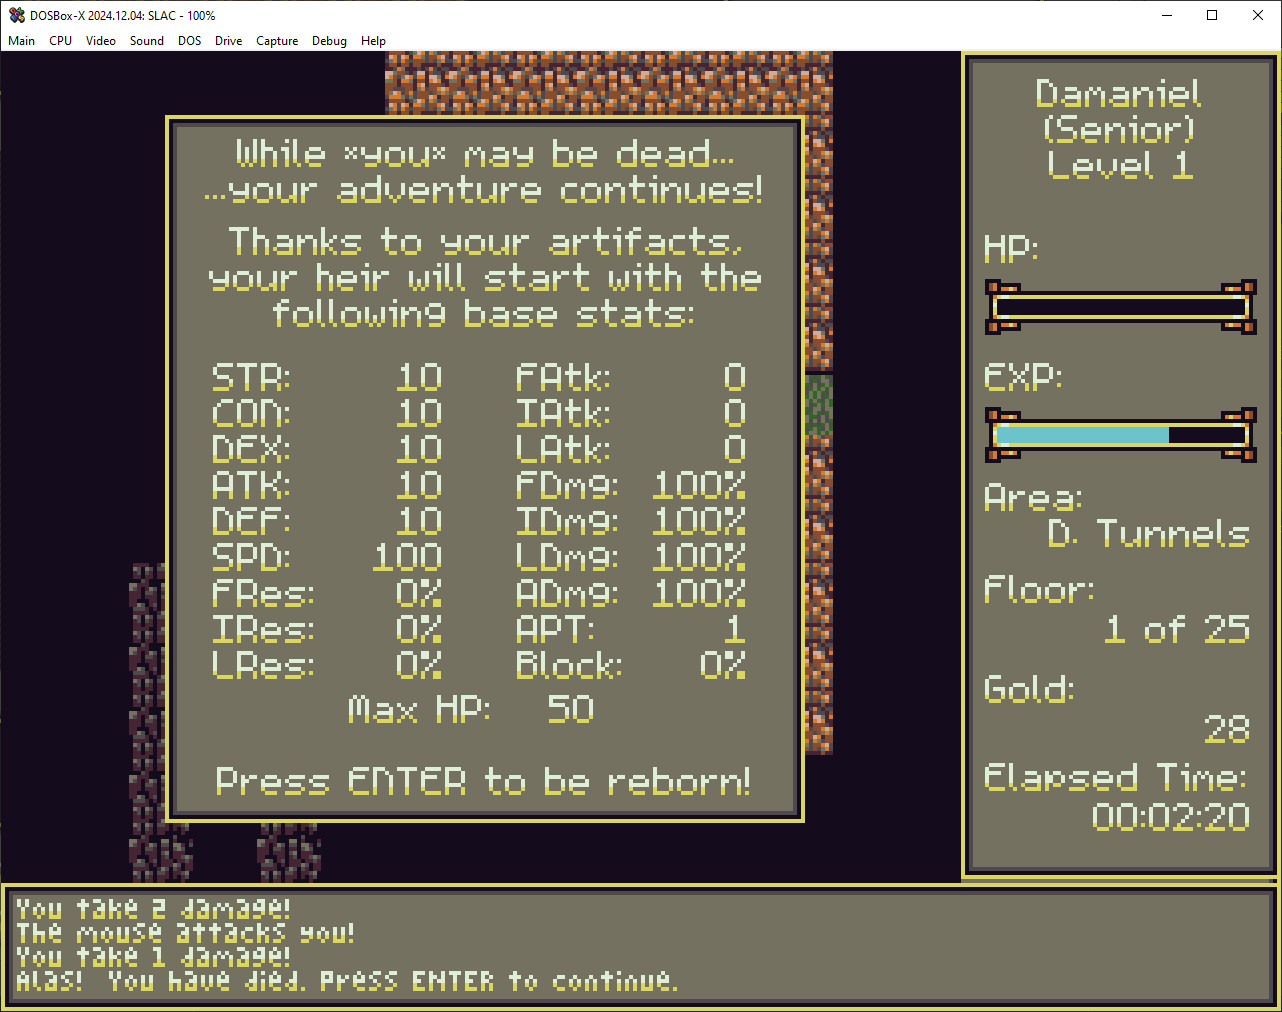 DOSBox-X 2024.12.04: SLAC - 100%
Main CPU Video Sound DOS Drive Capture Debug Help
While *you* may be dead...
...your adventure continues!
Thanks to your artifacts,
your heir will start with the
following base stats:
STR: 10 FAtk: 0
CON: 10 IAtk: 0
DEX: 10 LAtk: 0
ATK: 10 FDmg: 100%
DEF: 10 IDmg: 100%
SPD: 100 LDmg: 100%
FRes: 0% ADmg: 100%
IRes: 0% APT: 1
LRes: 0% Block: 0%
Max HP: 50
Press ENTER to be reborn!
Damaniel
(Senior)
Level 1
HP:
EXP:
Area:
D. Tunnels
Floor:
1 of 25
Gold:
28
Elapsed Time:
00:02:20
You take 2 damage!
The mouse attacks you!
You take 1 damage!
Alas! You have died. Press ENTER to continue.